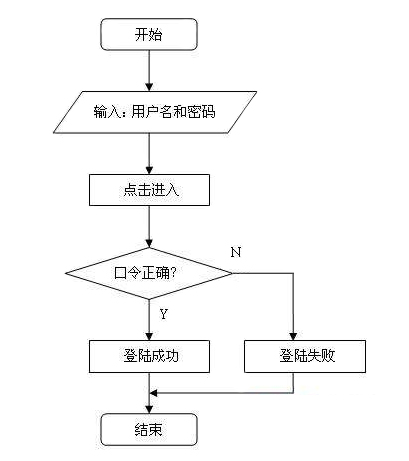 开始
输入：用户名和密码
点击进入
口令正确？
N
Y
登陆成功
登陆失败
结束